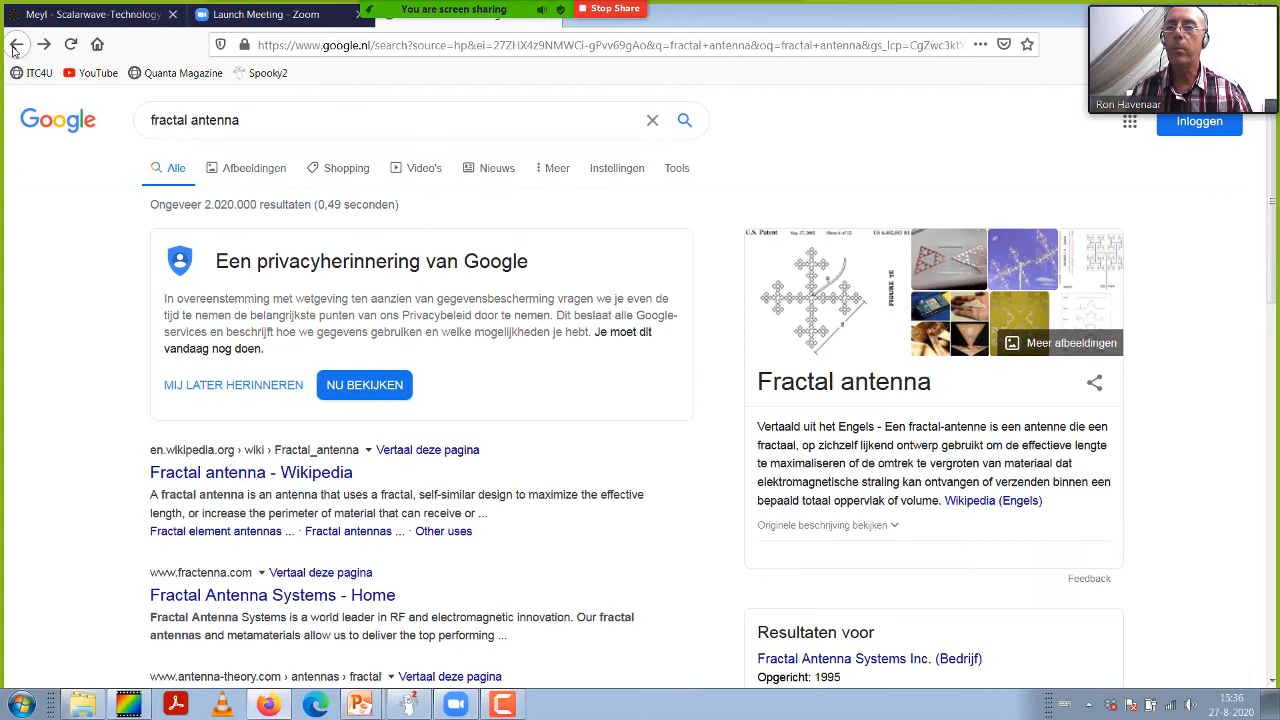 Meyl - Scalarwave-Technology
Launch Meeting - Zoom
You are screen sharing
Stop Share
https://www.google.nl/search?source=hp&ei=27ZHX4z9NMWCi-gPvv69gAo&q=fractal+antenna&oq=fractal+antenna&gs_lcp=CgZwc3kt
ITC4U
YouTube
Quanta Magazine
Spooky2
Ron Havenaar
Google
fractal antenna
Inloggen
Alle
Afbeeldingen
Shopping
Video's
Nieuws
Meer
Instellingen
Tools
Ongeveer 2.020.000 resultaten (0,49 seconden)
Een privacyherinnering van Google
In overeenstemming met wetgeving ten aanzien van gegevensbescherming vragen we je even de
tijd te nemen de belangrijkste punten van ons Privacybeleid door te nemen. Dit beslaat alle Google-
services en beschrijft hoe we gegevens gebruiken en welke mogelijkheden je hebt. Je moet dit
vandaag nog doen.
MIJ LATER HERINNEREN
NU BEKIJKEN
en.wikipedia.org › wiki › Fractal_antenna
Vertaal deze pagina
Fractal antenna - Wikipedia
A fractal antenna is an antenna that uses a fractal, self-similar design to maximize the effective
length, or increase the perimeter of material that can receive or ...
Fractal element antennas ... · Fractal antennas ... · Other uses
www.fractenna.com
Vertaal deze pagina
Fractal Antenna Systems - Home
Fractal Antenna Systems is a world leader in RF and electromagnetic innovation. Our fractal
antennas and metamaterials allow us to deliver the top performing ...
www.antenna-theory.com › antennas › fractal
Vertaal deze pagina
U.S. Patent
Sep. 17, 2002
FIGURE 7E
Meer afbeeldingen
Fractal antenna
Vertaald uit het Engels - Een fractal-antenne is een antenne die een
fractaal, op zichzelf lijkend ontwerp gebruikt om de effectieve lengte
te maximaliseren of de omtrek te vergroten van materiaal dat
elektromagnetische straling kan ontvangen of verzenden binnen een
bepaald totaal oppervlak of volume. Wikipedia (Engels)
Originele beschrijving bekijken
Feedback
Resultaten voor
Fractal Antenna Systems Inc. (Bedrijf)
Opgericht: 1995
15:36
27-8-2020